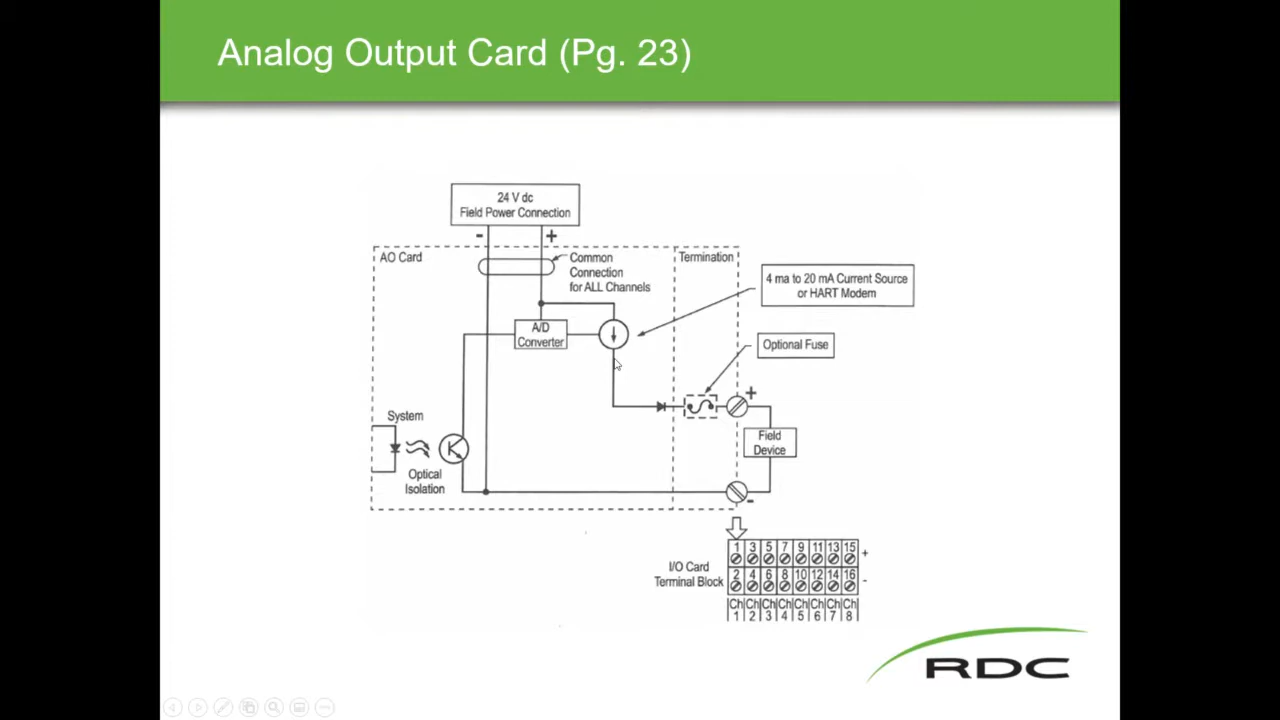 Analog Output Card (Pg. 23)
24 V dc
Field Power Connection
-
+
AO Card
Common
Connection
for ALL Channels
Termination
4 ma to 20 mA Current Source
or HART Modem
A/D
Converter
Optional Fuse
+
System
Field
Device
Optical
Isolation
-
I/O Card
Terminal Block
1 3 5 7 9 11 13 15 +
2 4 6 8 10 12 14 16 -
Ch Ch Ch Ch Ch Ch Ch Ch
1 2 3 4 5 6 7 8
RDC